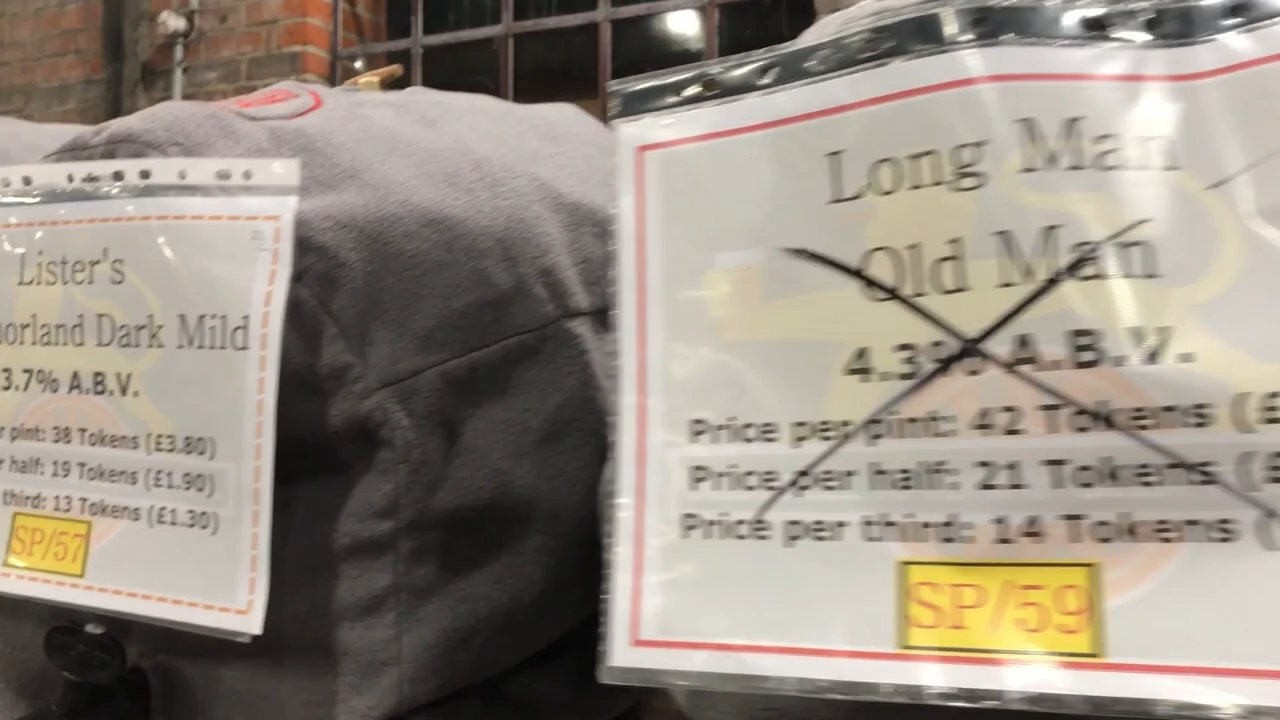 Lister's
orland Dark Mild
3.7% A.B.V.
r pint: 38 Tokens (£3.80)
r half: 19 Tokens (£1.90)
third: 13 Tokens (£1.30)
SP/57
Long Man
Old Man
4.3% A.B.V.
Price per pint: 42 Tokens (£
Price per half: 21 Tokens (£
Price per third: 14 Tokens (
SP/59